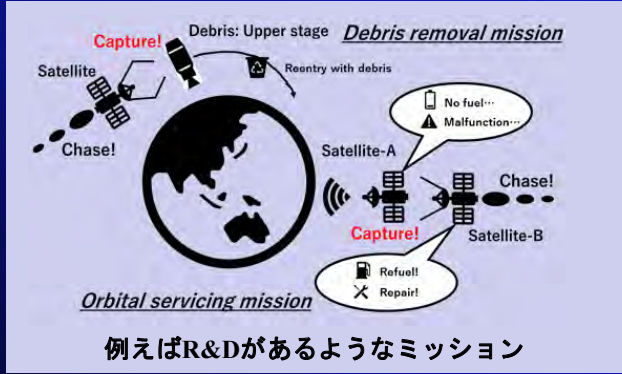 Debris: Upper stage
Debris removal mission
Capture!
Satellite
Reentry with debris
Chase!
No fuel…
Malfunction…
Satellite-A
Chase!
Capture!
Satellite-B
Refuel!
Repair!
Orbital servicing mission
例えばR&Dがあるようなミッション